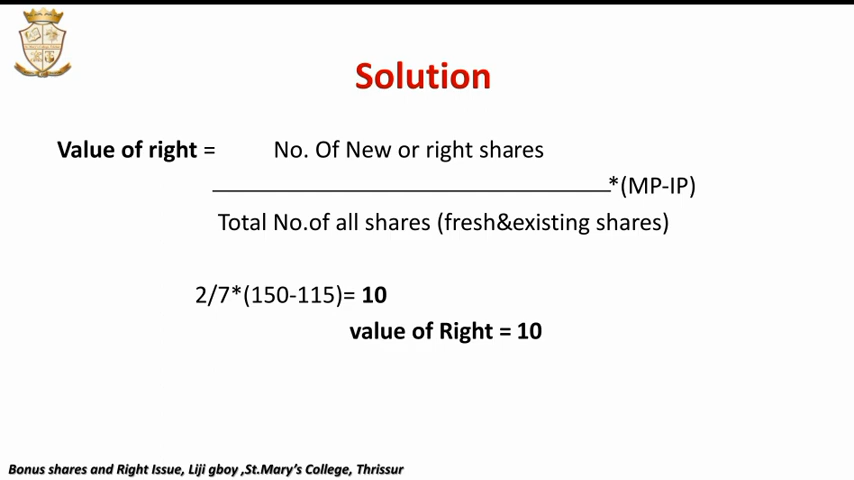 Solution
Value of right = No. Of New or right shares
*(MP-IP)
Total No.of all shares (fresh&existing shares)
2/7*(150-115)= 10
value of Right = 10
Bonus shares and Right Issue, Liji gboy ,St.Mary's College, Thrissur